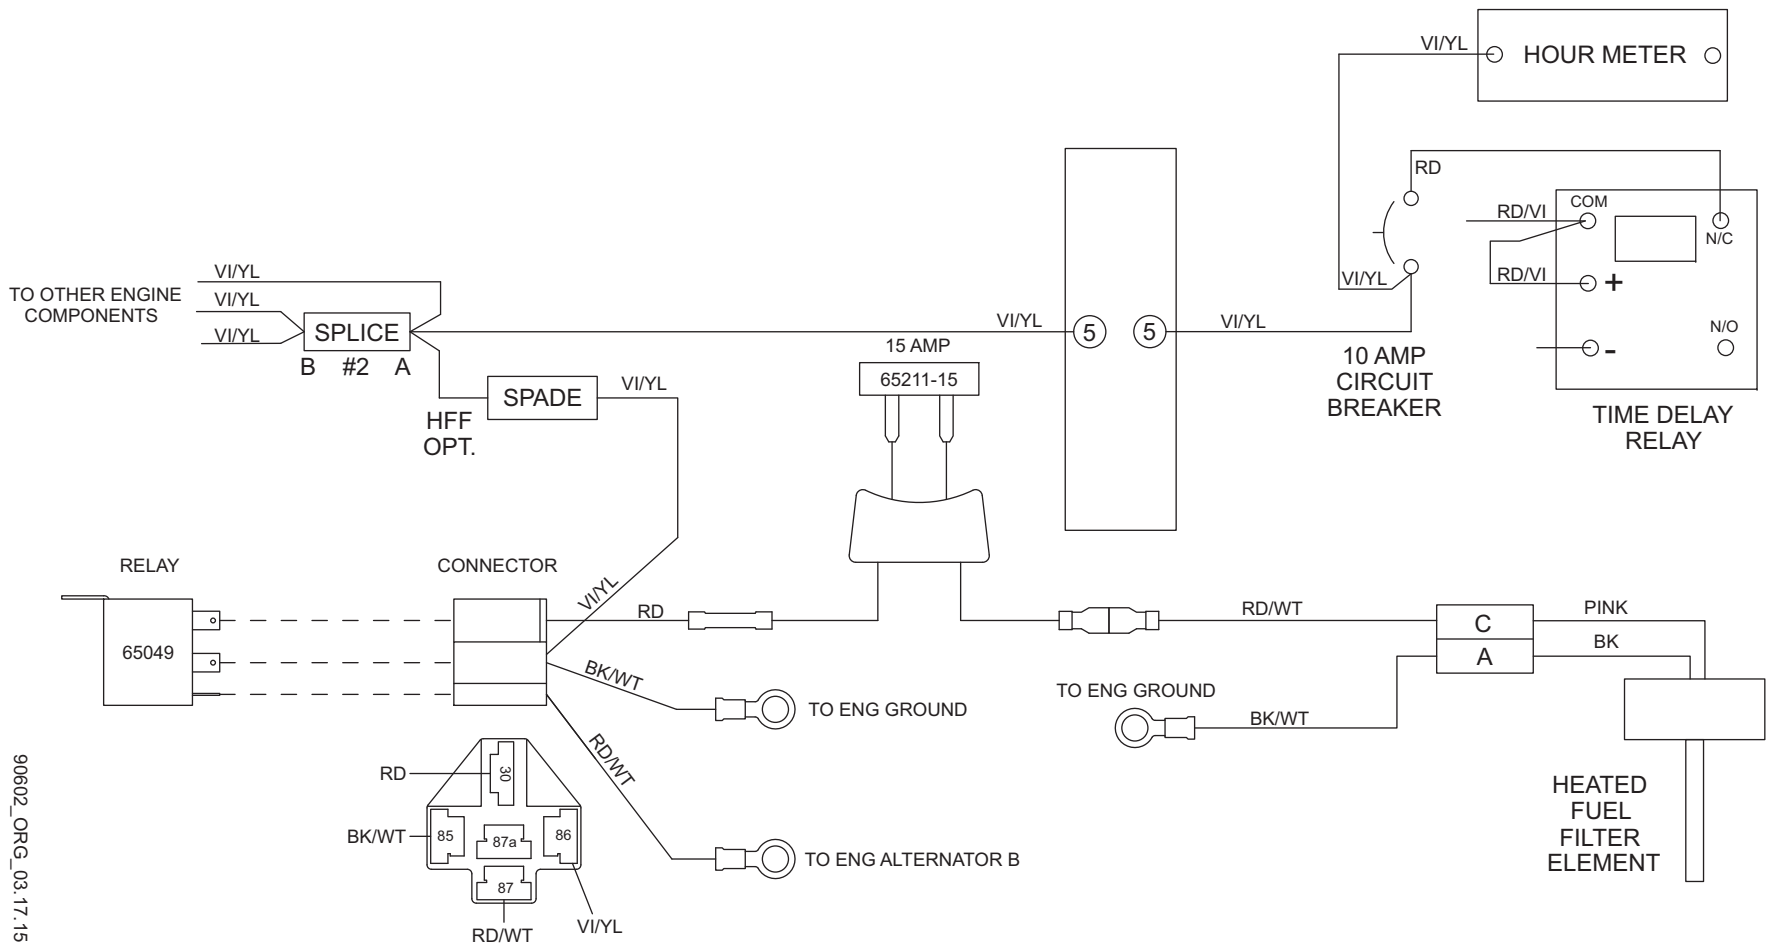 VI/YL
HOUR METER
RD
COM
RD/VI
N/C
VI/YL
RD/VI
+
N/O
-
VI/YL
TO OTHER ENGINE
COMPONENTS
VI/YL
VI/YL
SPLICE
B #2 A
VI/YL
5
5
VI/YL
10 AMP
CIRCUIT
BREAKER
TIME DELAY
RELAY
15 AMP
65211-15
SPADE
VI/YL
HFF
OPT.
RELAY
CONNECTOR
65049
VI/YL
RD
RD/WT
C
PINK
A
BK
BK/WT
TO ENG GROUND
TO ENG GROUND
BK/WT
RD/WT
TO ENG ALTERNATOR B
HEATED
FUEL
FILTER
ELEMENT
RD
30
BK/WT
85
87a
86
87
RD/WT
VI/YL
90602_ORG_03.17.15